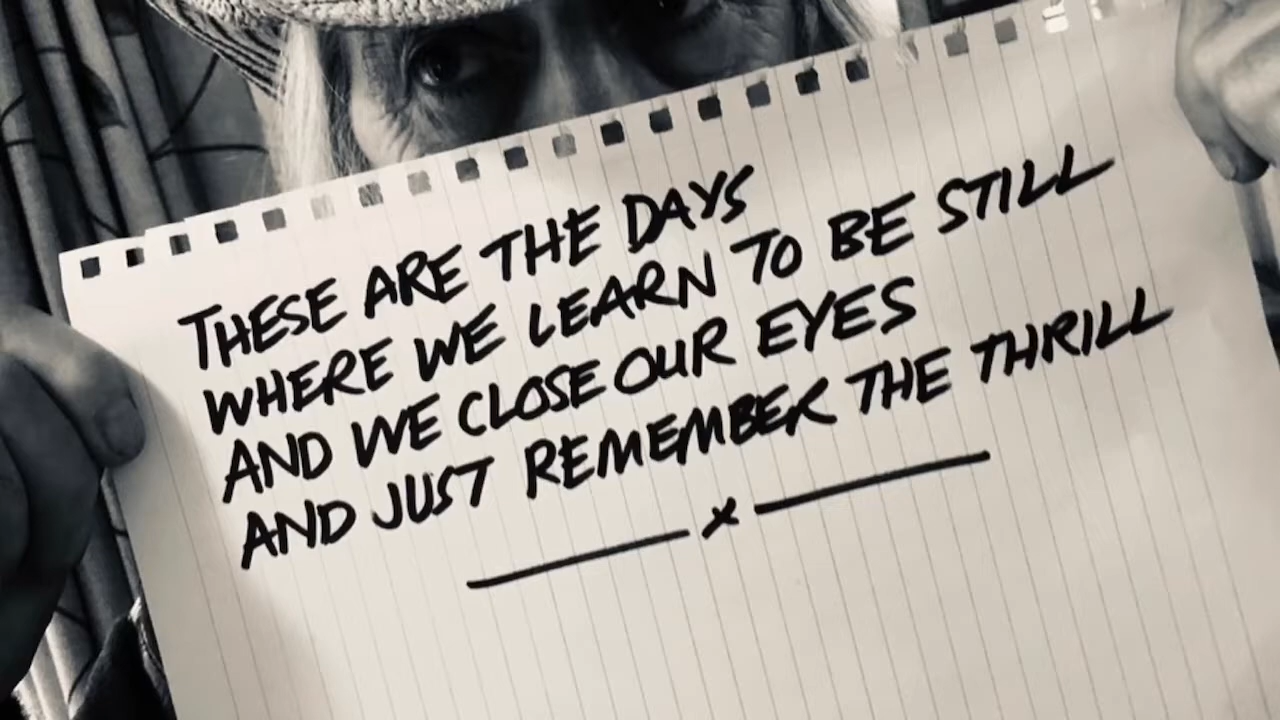 THESE ARE THE DAYS
WHERE WE LEARN TO BE STILL
AND WE CLOSE OUR EYES
AND JUST REMEMBER THE THRILL
x